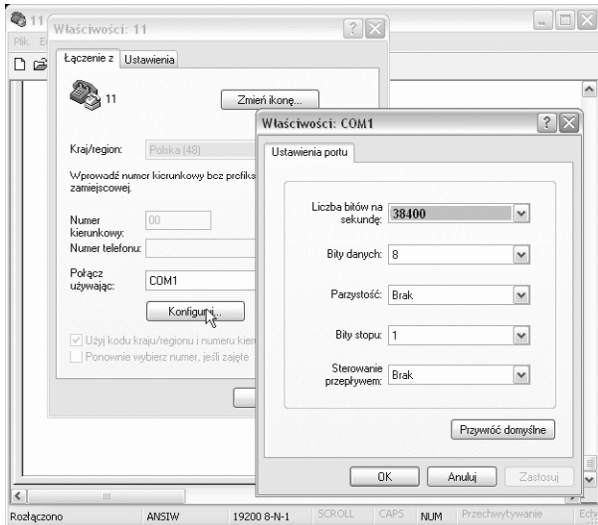 11
Plik
Właściwości: 11
Łączenie z
Ustawienia
11
Zmień ikonę...
Kraj/region:
Polska (48)
Wprowadź numer kierunkowy bez prefiks
zamiejscowej.
Numer
kierunkowy:
00
Numer telefonu:
Połącz
używając:
COM1
Konfiguruj...
Użyj kodu kraju/regionu i numeru kieru
Ponownie wybierz numer, jeśli zajęte
Właściwości: COM1
Ustawienia portu
Liczba bitów na
sekundę:
38400
Bity danych:
8
Parzystość:
Brak
Bity stopu:
1
Sterowanie
przepływem:
Brak
Przywróć domyślne
OK
Anuluj
Zastosuj
Rozłączono
ANSIW
19200 8-N-1
SCROLL
CAPS
NUM
Przechwytywanie